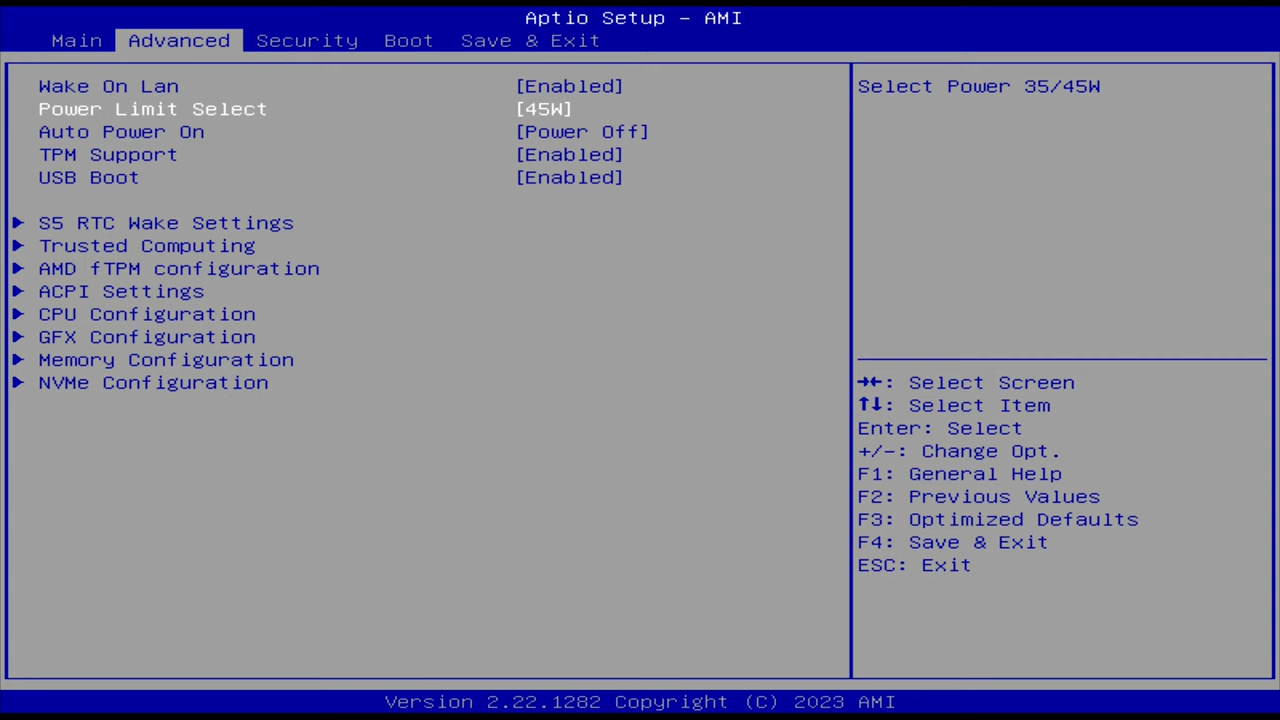 Aptio Setup - AMI
Main Advanced Security Boot Save & Exit
Wake On Lan [Enabled]
Power Limit Select [45W]
Auto Power On [Power Off]
TPM Support [Enabled]
USB Boot [Enabled]
S5 RTC Wake Settings
Trusted Computing
AMD fTPM configuration
ACPI Settings
CPU Configuration
GFX Configuration
Memory Configuration
NVMe Configuration
Select Power 35/45W
→←: Select Screen
↑↓: Select Item
Enter: Select
+/-: Change Opt.
F1: General Help
F2: Previous Values
F3: Optimized Defaults
F4: Save & Exit
ESC: Exit
Version 2.22.1282 Copyright (C) 2023 AMI